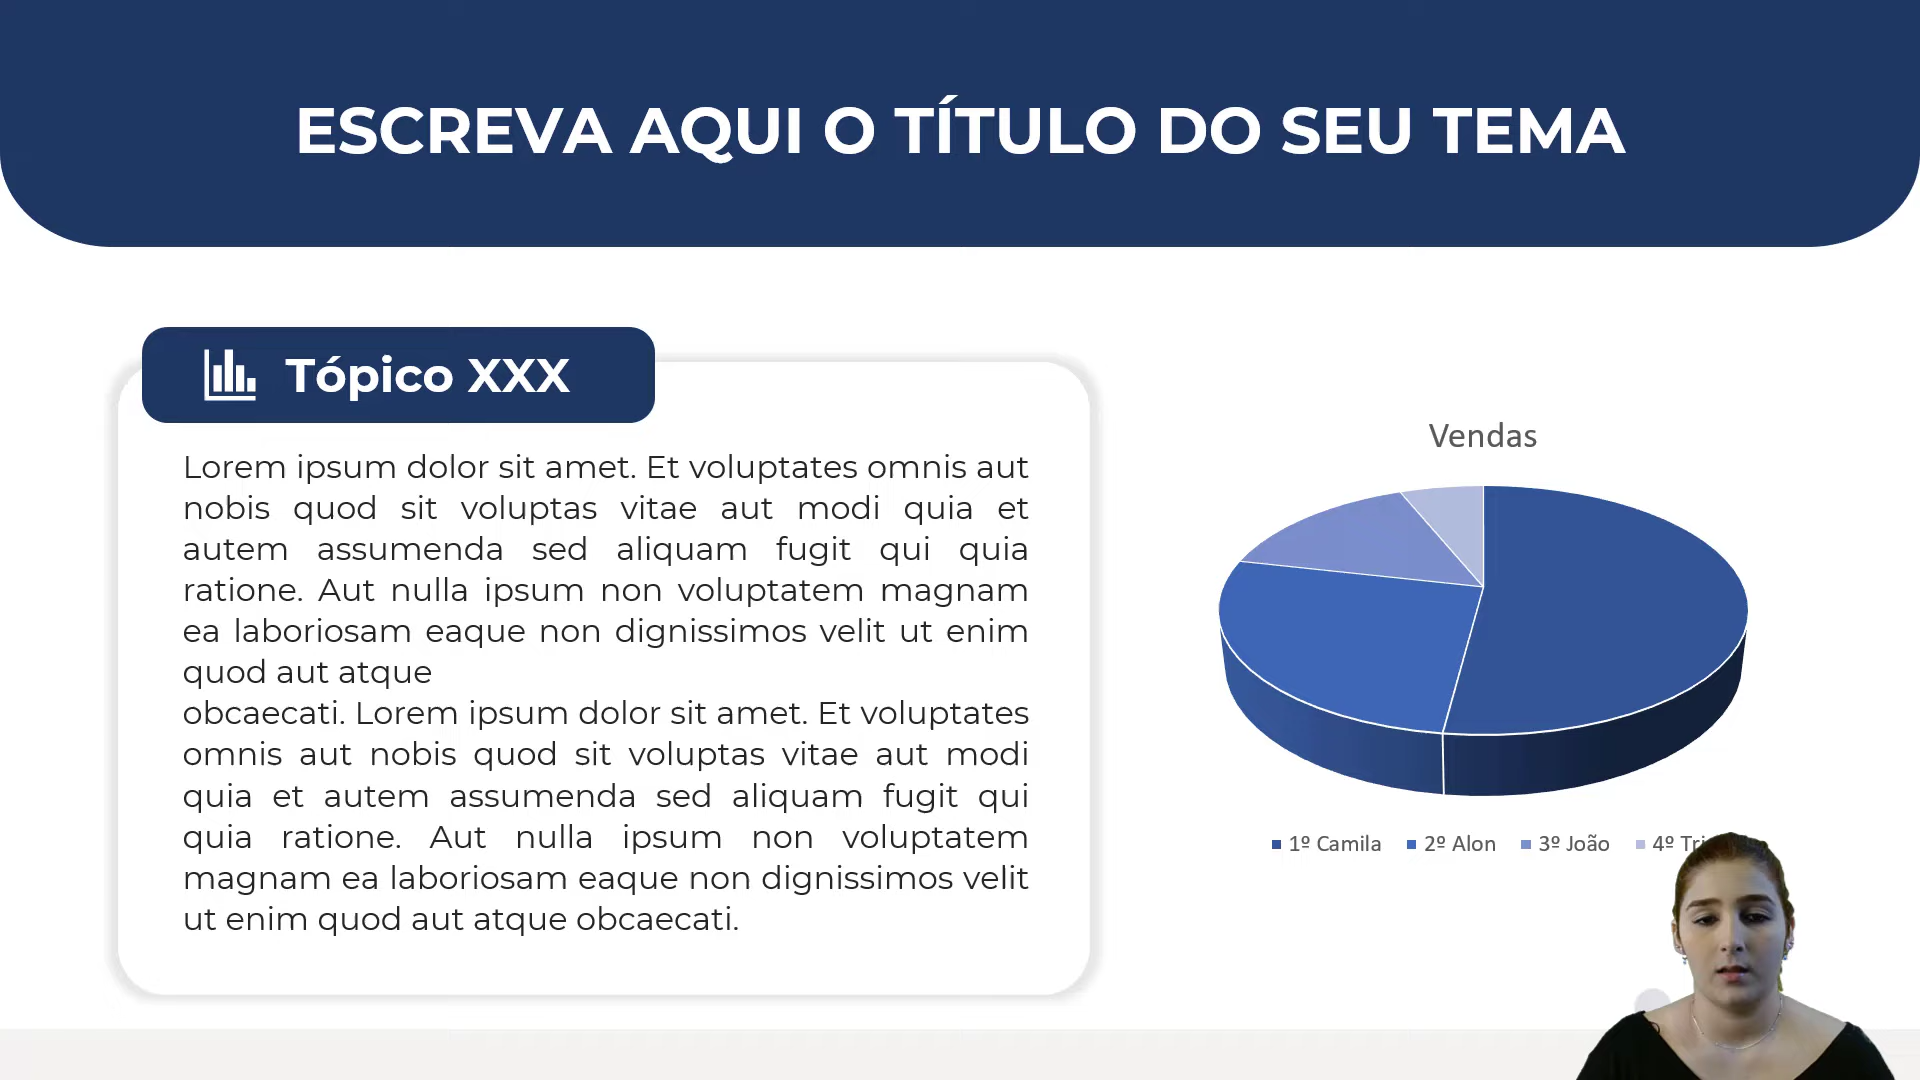 ESCREVA AQUI O TÍTULO DO SEU TEMA
Tópico XXX
Lorem ipsum dolor sit amet. Et voluptates omnis aut
nobis quod sit voluptas vitae aut modi quia et
autem assumenda sed aliquam fugit qui quia
ratione. Aut nulla ipsum non voluptatem magnam
ea laboriosam eaque non dignissimos velit ut enim
quod aut atque
obcaecati. Lorem ipsum dolor sit amet. Et voluptates
omnis aut nobis quod sit voluptas vitae aut modi
quia et autem assumenda sed aliquam fugit qui
quia ratione. Aut nulla ipsum non voluptatem
magnam ea laboriosam eaque non dignissimos velit
ut enim quod aut atque obcaecati.
Vendas
1º Camila 2º Alon 3º João 4º